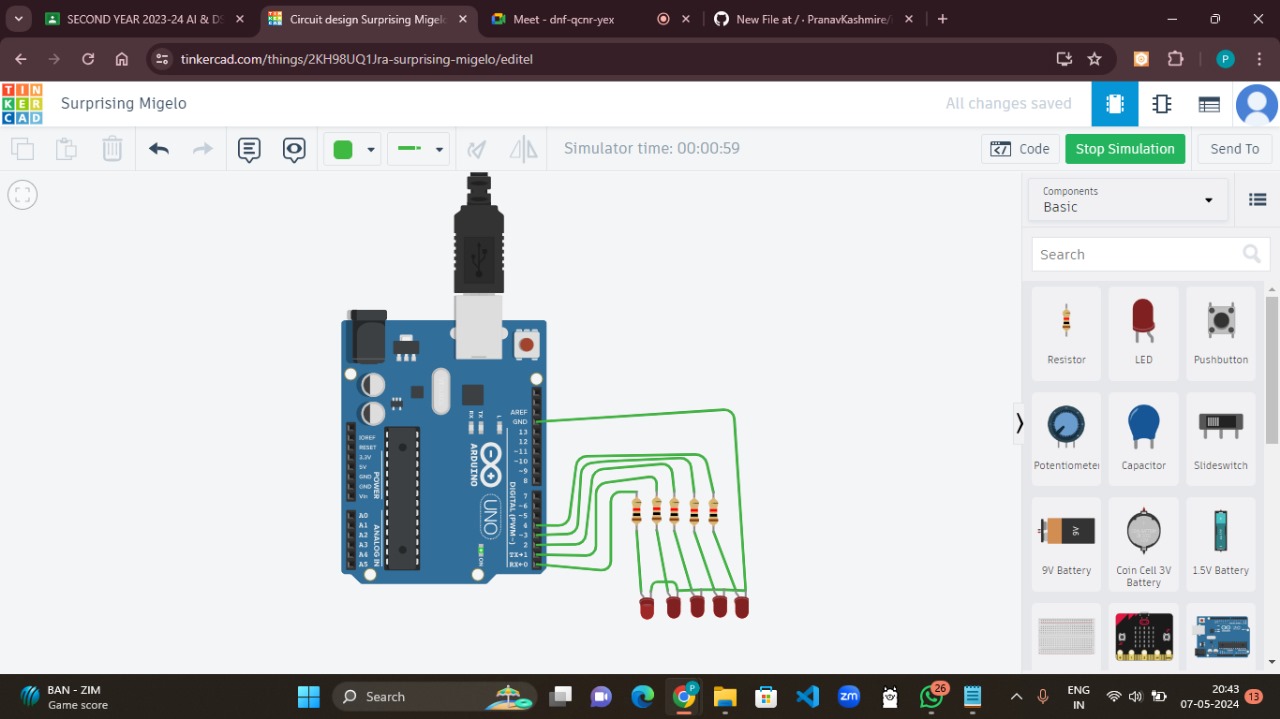 SECOND YEAR 2023-24 AI & DS
Circuit design Surprising Migelo
Meet - dnf-qcnr-yex
New File at / · PranavKashmire/
tinkercad.com/things/2KH98UQ1Jra-surprising-migelo/editel
P
TIN
KER
CAD
Surprising Migelo
All changes saved
Simulator time: 00:00:59
Code
Stop Simulation
Send To
Components
Basic
Search
Resistor
LED
Pushbutton
Potentiometer
Capacitor
Slideswitch
9V
9V Battery
Coin Cell 3V
Battery
1.5V Battery
AREF
GND
13
12
~11
~10
~9
8
7
~6
~5
4
~3
2
TX→1
RX←0
IOREF
RESET
3.3V
5V
GND
GND
Vin
A0
A1
A2
A3
A4
A5
POWER
ANALOG IN
RX
TX
L
ARDUINO
UNO
DIGITAL (PWM~)
ON
BAN - ZIM
Game score
Search
zm
P
26
ENG
IN
20:43
07-05-2024
13